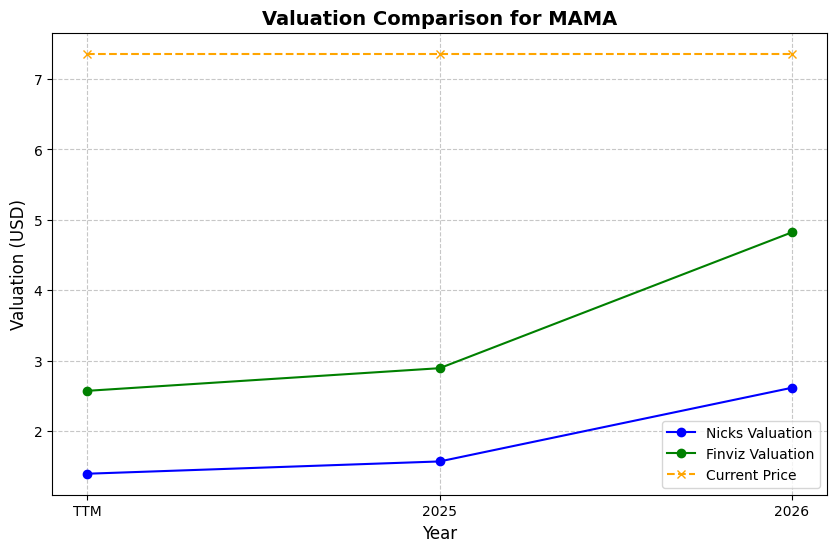 Valuation Comparison for MAMA
Valuation (USD)
7
6
5
4
3
2
TTM
2025
2026
Year
Nicks Valuation
Finviz Valuation
Current Price